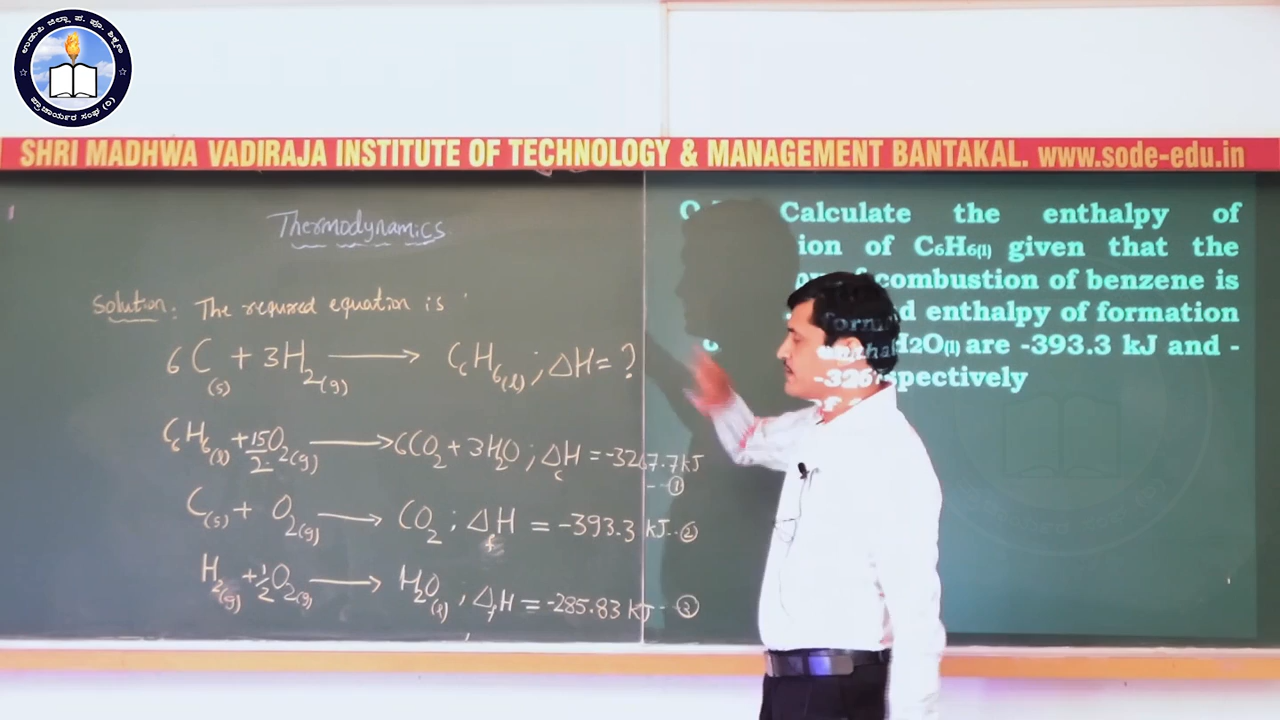 ಉಡುಪಿ ಜಿಲ್ಲಾ ಪ. ಪೂ. ಶಿಕ್ಷಣ
ಪ್ರಾಚಾರ್ಯರ ಸಂಘ (ರಿ)
SHRI MADHWA VADIRAJA INSTITUTE OF TECHNOLOGY & MANAGEMENT BANTAKAL. www.sode-edu.in
Thermodynamics
Solution: The required equation is
6C(s) + 3H2(g) ⟶ C6H6(l) ; ΔH = ?
C6H6(l) + 15/2 O2(g) ⟶ 6CO2 + 3H2O ; ΔcH = -3267.7 kJ --①
C(s) + O2(g) ⟶ CO2 ; ΔfH = -393.3 kJ--②
H2(g) + 1/2 O2(g) ⟶ H2O(l) , ΔfH = -285.83 kJ--③
Calculate the enthalpy of
ion of C6H6(l) given that the
combustion of benzene is
enthalpy of formation
H2O(l) are -393.3 kJ and -
spectively